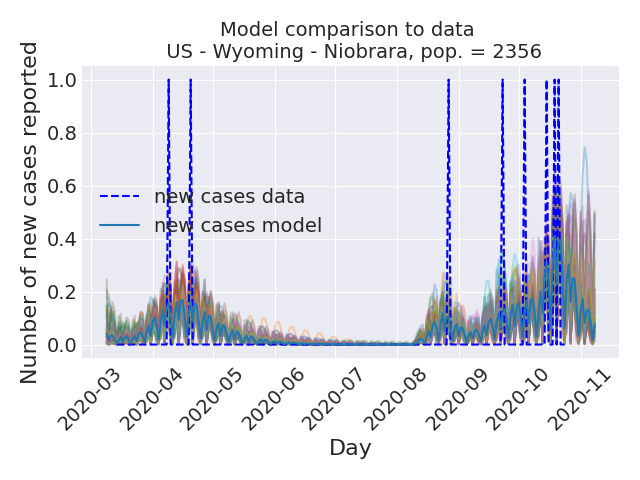 Model comparison to data
US - Wyoming - Niobrara, pop. = 2356
Number of new cases reported
1.0
0.8
0.6
0.4
0.2
0.0
new cases data
new cases model
2020-03
2020-04
2020-05
2020-06
2020-07
2020-08
2020-09
2020-10
2020-11
Day